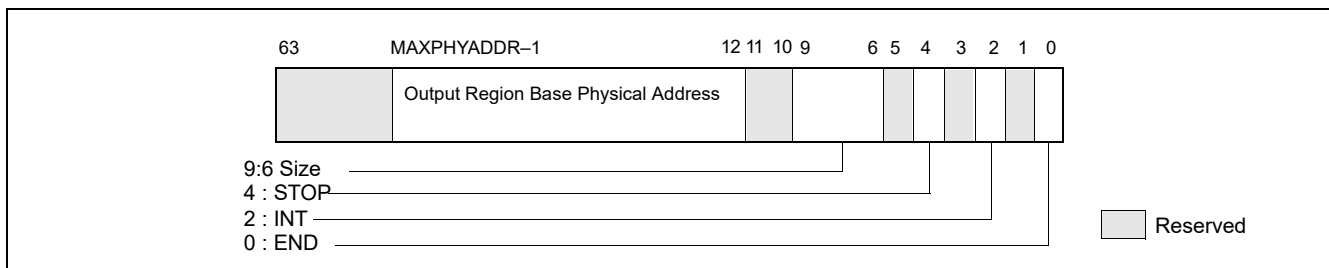 63 MAXPHYADDR–1 12 11 10 9 6 5 4 3 2 1 0
Output Region Base Physical Address
9:6 Size
4 : STOP
2 : INT
0 : END
Reserved